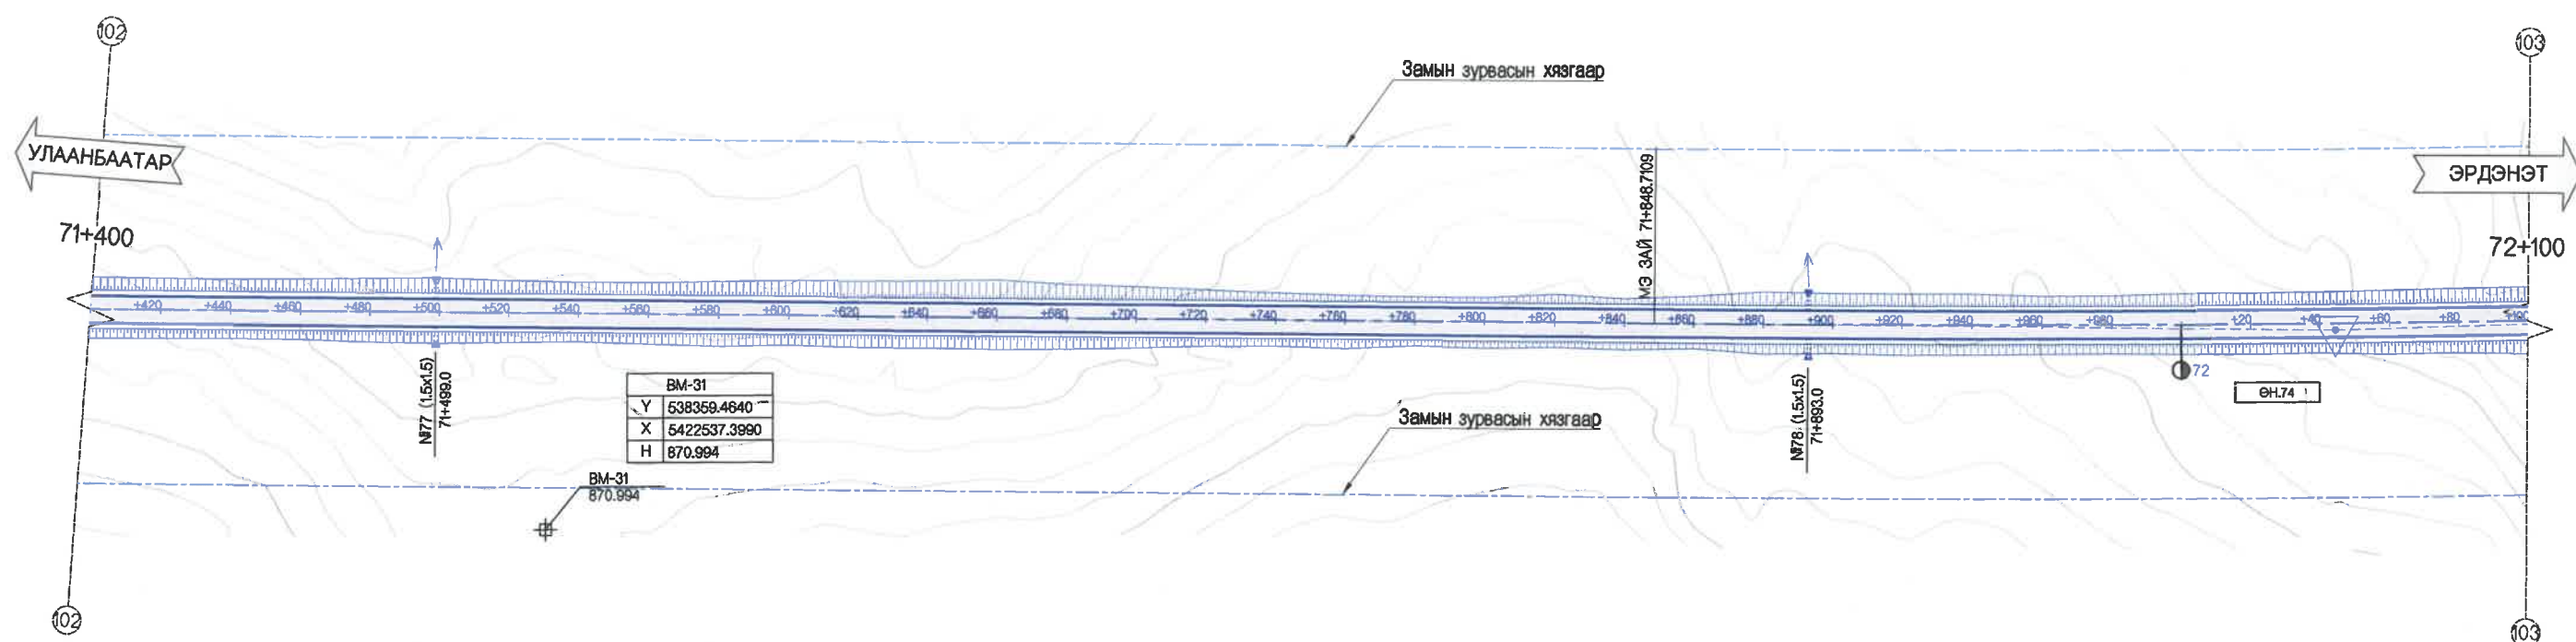 102
103
Замын зурвасын хязгаар
УЛААНБААТАР
ЭРДЭНЭТ
71+400
72+100
МЭ ЗАЙ 71+848.7109
+420 +440 +460 +480 +500 +520 +540 +560 +580 +600 +620 +640 +660 +680 +700 +720 +740 +760 +780 +800 +820 +840 +860 +880 +900 +920 +940 +960 +980 +20 +40 +60 +80
72
№77 (1.5x1.5)
71+499.0
BM-31
Y 538359.4640
X 5422537.3990
H 870.994
№78 (1.5x1.5)
71+893.0
ӨН.74
Замын зурвасын хязгаар
BM-31
870.994
102
103